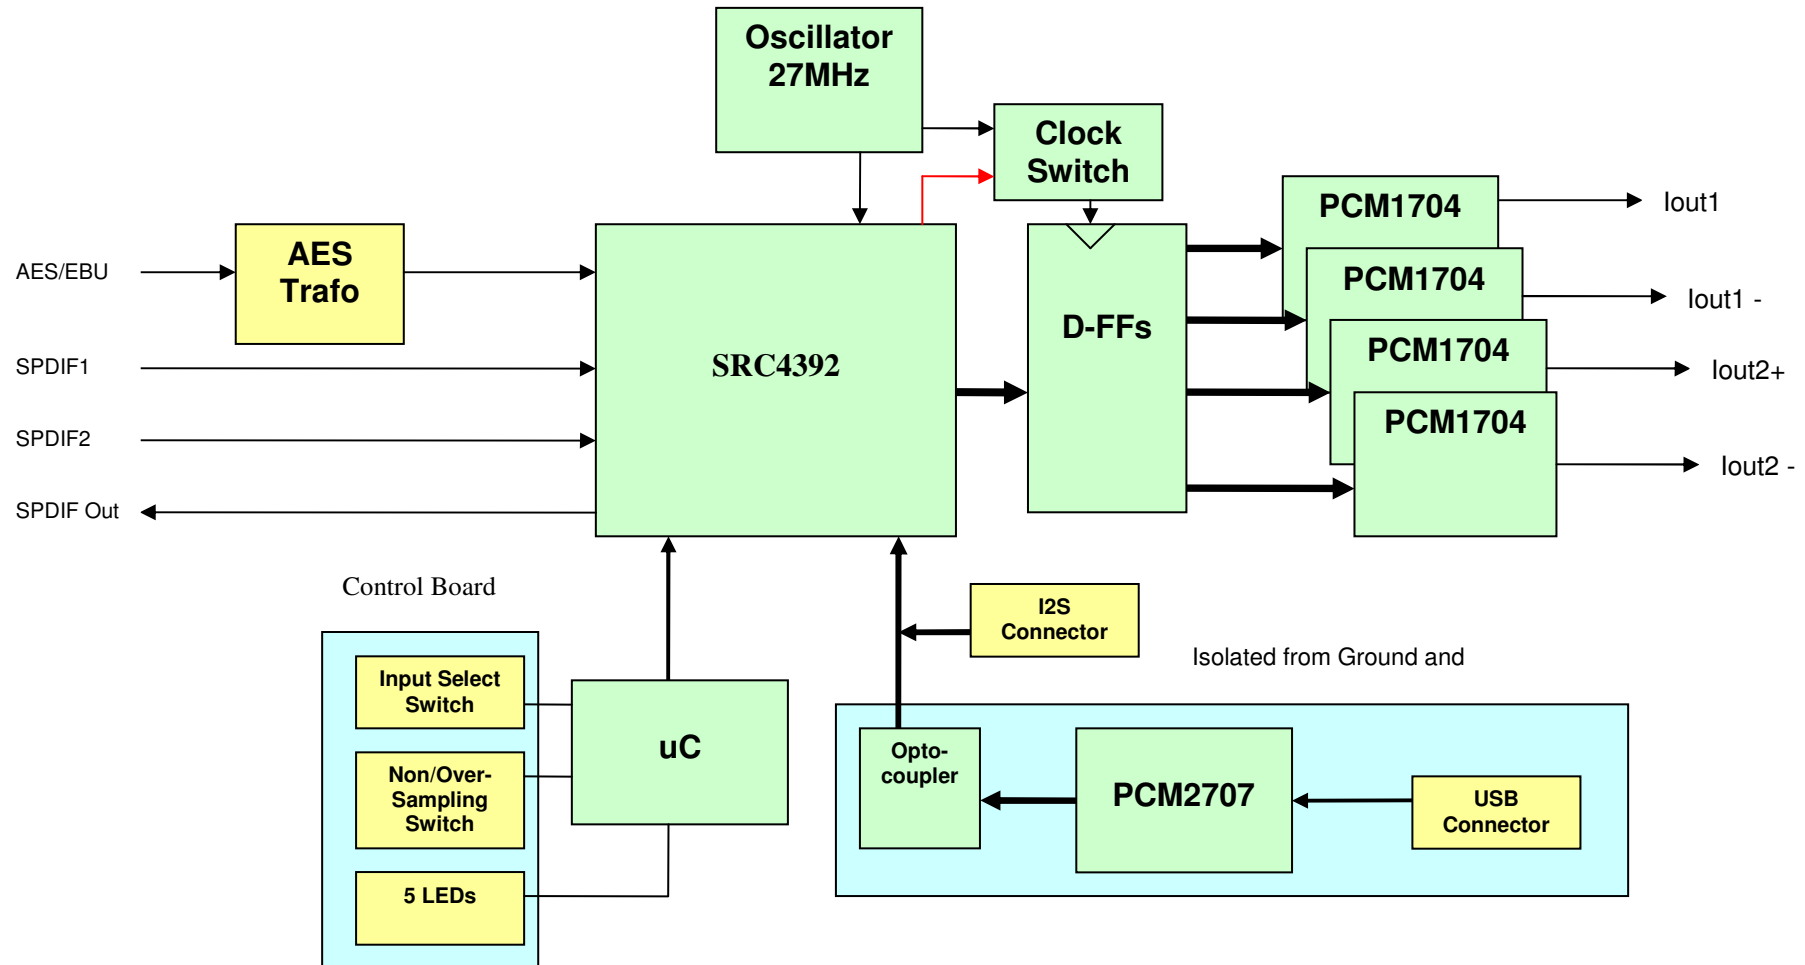 Oscillator
27MHz
Clock
Switch
PCM1704
Iout1
AES/EBU
AES
Trafo
PCM1704
Iout1 -
D-FFs
SPDIF1
SRC4392
PCM1704
Iout2+
SPDIF2
PCM1704
Iout2 -
SPDIF Out
Control Board
I2S
Connector
Isolated from Ground and
Input Select
Switch
uC
Non/Over-
Sampling
Switch
5 LEDs
Opto-
coupler
PCM2707
USB
Connector